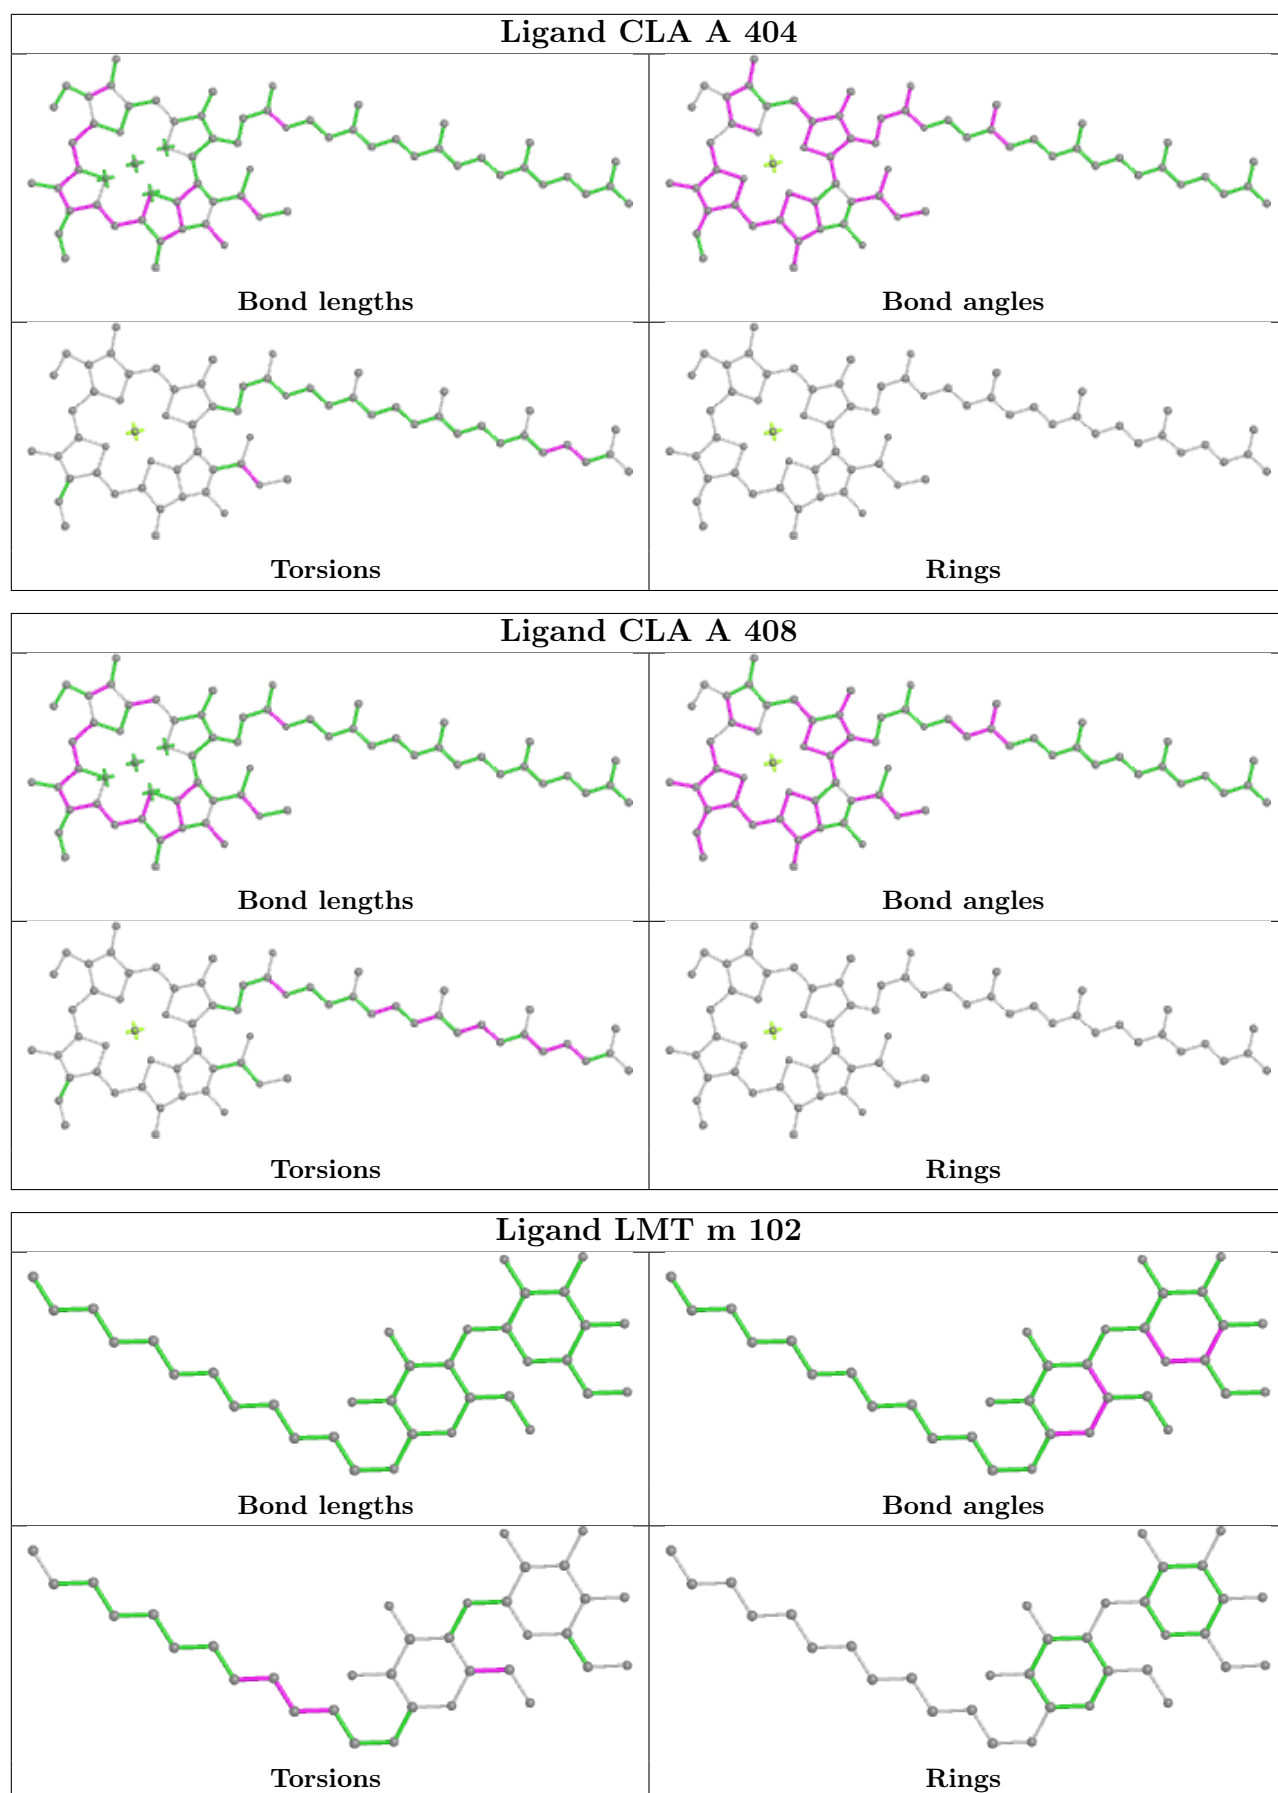 Ligand CLA A 404
Bond lengths
Bond angles
Torsions
Rings
Ligand CLA A 408
Bond lengths
Bond angles
Torsions
Rings
Ligand LMT m 102
Bond lengths
Bond angles
Torsions
Rings